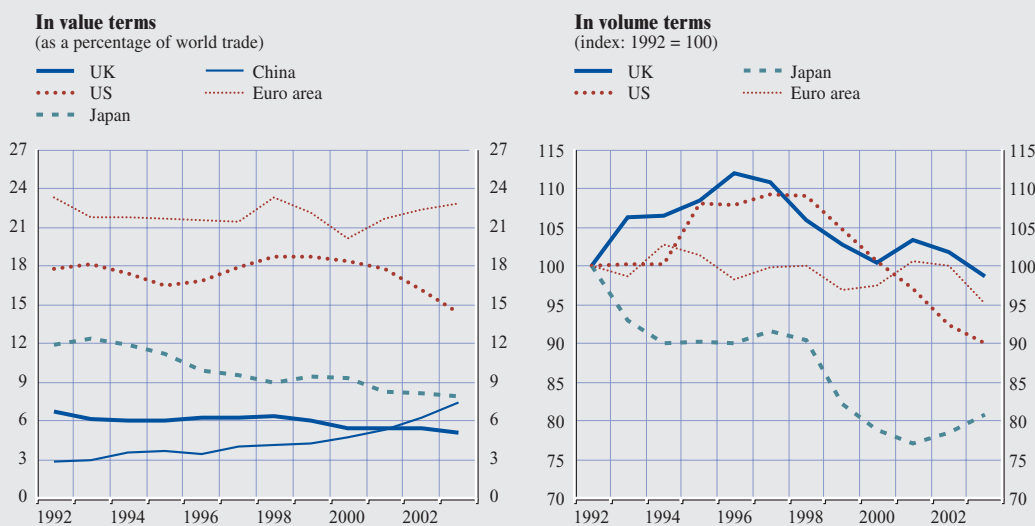 In value terms
(as a percentage of world trade)
UK
China
US
Euro area
Japan
27 27
24 24
21 21
18 18
15 15
12 12
9 9
6 6
3 3
0 0
1992 1994 1996 1998 2000 2002
In volume terms
(index: 1992 = 100)
UK
Japan
US
Euro area
115 115
110 110
105 105
100 100
95 95
90 90
85 85
80 80
75 75
70 70
1992 1994 1996 1998 2000 2002